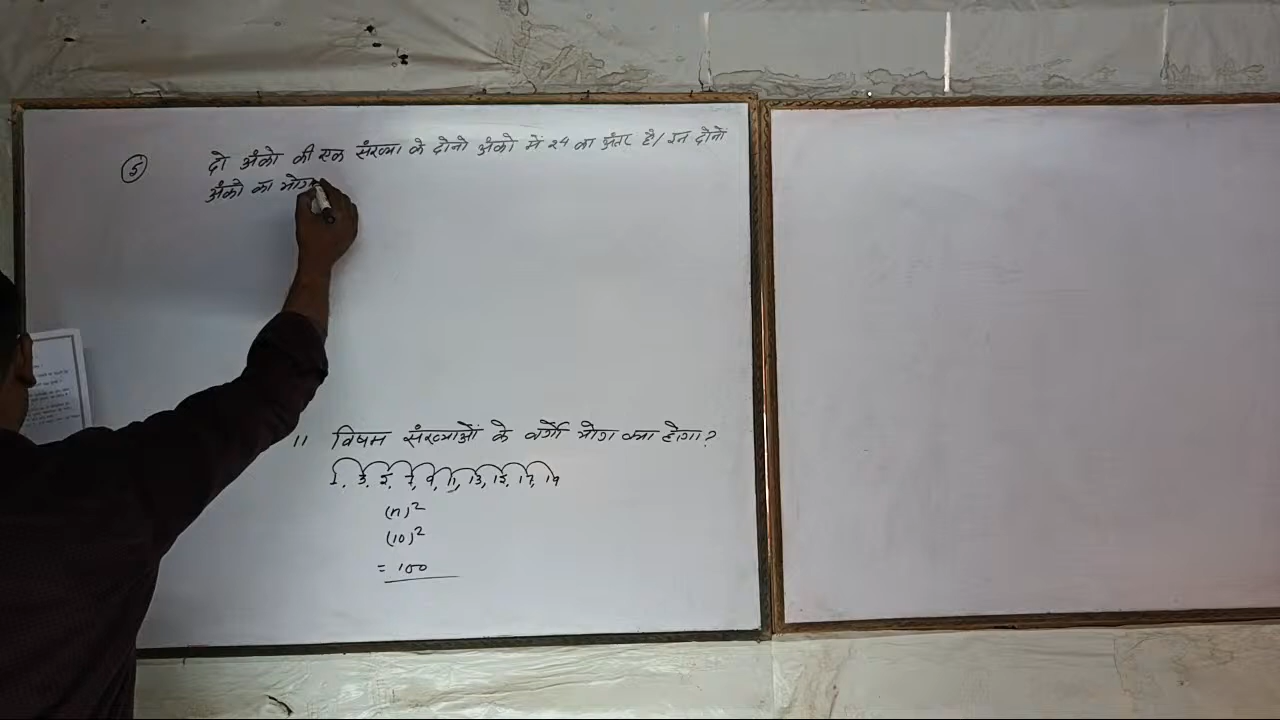 5 दो अंको की एक संख्या के दोनो अंको में 24 का अंतर है/ इन दोनो
अंको का योग
11 विषम संख्याओं के वर्गो योग क्या होगा?
1, 3, 5, 7, 9, 11, 13, 15, 17, 19
(n)²
(10)²
= 100